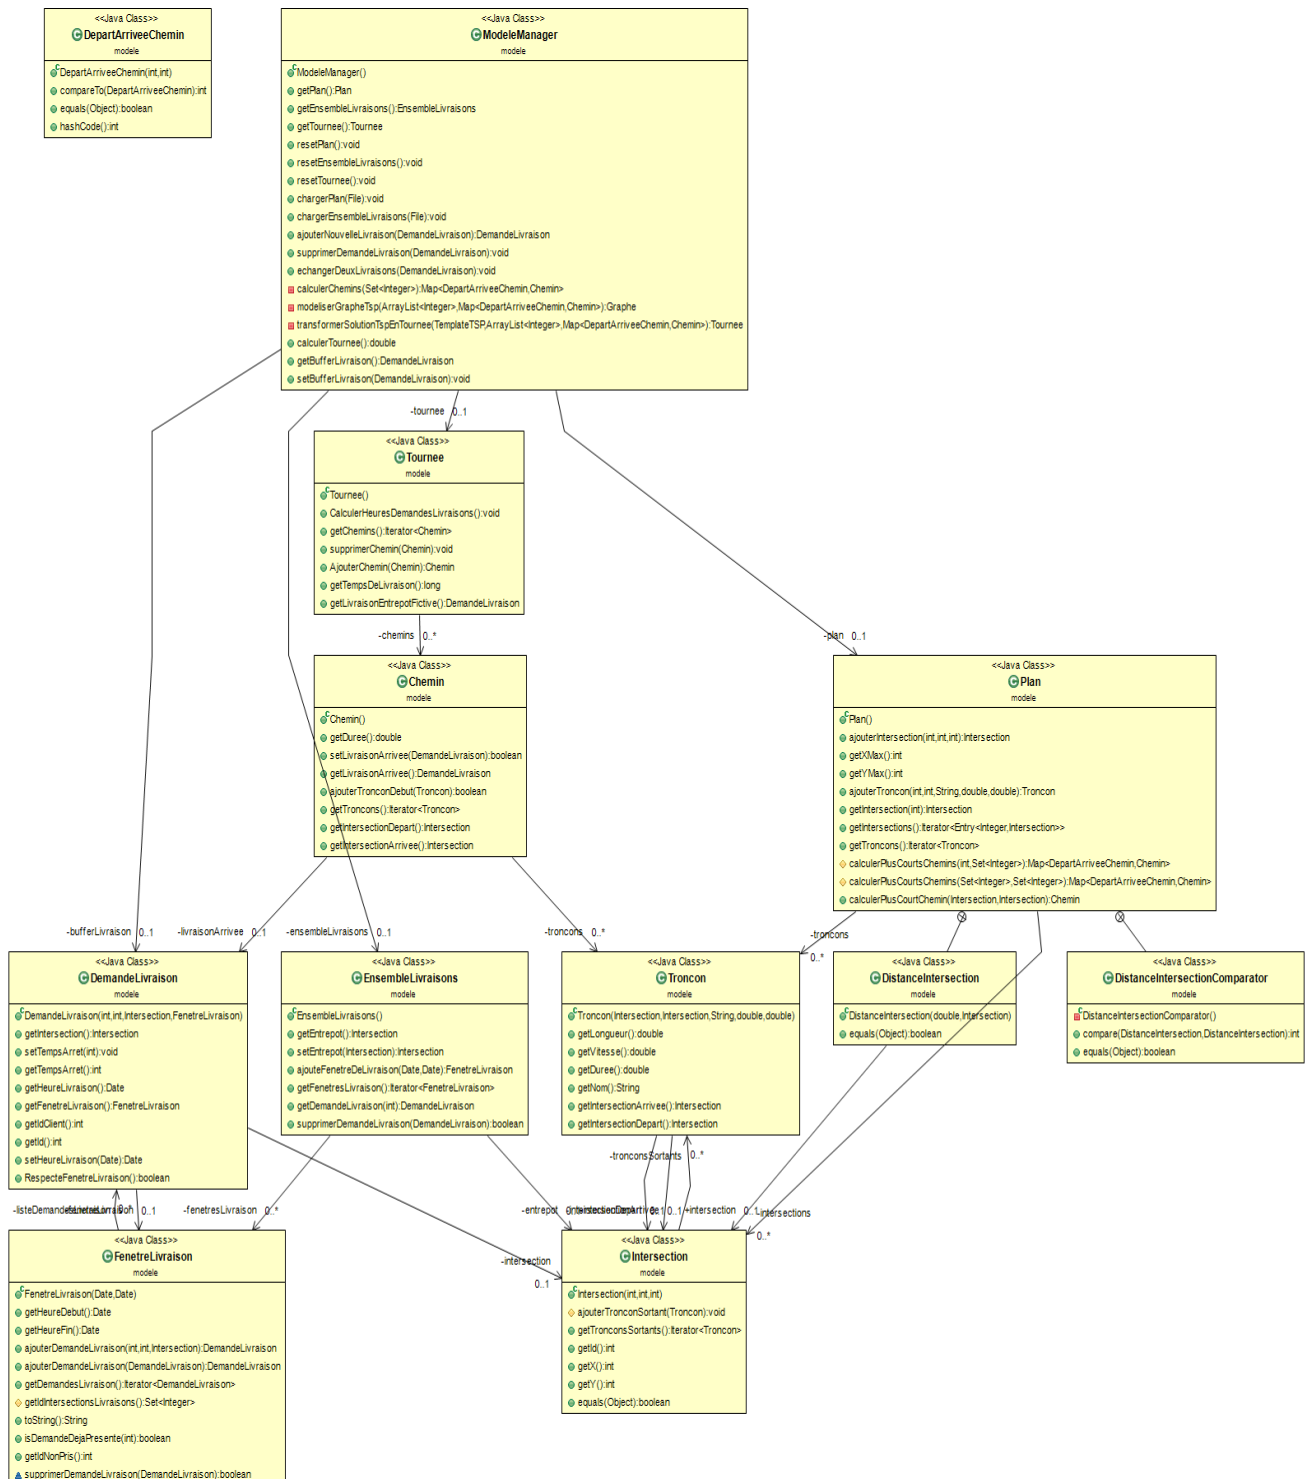 <<Java Class>>
DepartArriveeChemin
modele
DepartArriveeChemin(int,int)
compareTo(DepartArriveeChemin):int
equals(Object):boolean
hashCode():int
<<Java Class>>
ModeleManager
modele
ModeleManager()
getPlan():Plan
getEnsembleLivraisons():EnsembleLivraisons
getTournee():Tournee
resetPlan():void
resetEnsembleLivraisons():void
resetTournee():void
chargerPlan(File):void
chargerEnsembleLivraisons(File):void
ajouterNouvelleLivraison(DemandeLivraison):DemandeLivraison
supprimerDemandeLivraison(DemandeLivraison):void
echangerDeuxLivraisons(DemandeLivraison):void
calculerChemins(Set<Integer>):Map<DepartArriveeChemin,Chemin>
modeliserGrapheTsp(ArrayList<Integer>,Map<DepartArriveeChemin,Chemin>):Graphe
transformerSolutionTspEnTournee(TemplateTSP,ArrayList<Integer>,Map<DepartArriveeChemin,Chemin>):Tournee
calculerTournee():double
getBufferLivraison():DemandeLivraison
setBufferLivraison(DemandeLivraison):void
-tournee 0..1
<<Java Class>>
Tournee
modele
Tournee()
CalculerHeuresDemandesLivraisons():void
getChemins():Iterator<Chemin>
supprimerChemin(Chemin):void
AjouterChemin(Chemin):Chemin
getTempsDeLivraison():long
getLivraisonEntrepotFictive():DemandeLivraison
-chemins 0..*
-plan 0..1
<<Java Class>>
Chemin
modele
Chemin()
getDuree():double
setLivraisonArrivee(DemandeLivraison):boolean
getLivraisonArrivee():DemandeLivraison
ajouterTronconDebut(Troncon):boolean
getTroncons():Iterator<Troncon>
getIntersectionDepart():Intersection
getIntersectionArrivee():Intersection
<<Java Class>>
Plan
modele
Plan()
ajouterIntersection(int,int,int):Intersection
getXMax():int
getYMax():int
ajouterTroncon(int,int,String,double,double):Troncon
getIntersection(int):Intersection
getIntersections():Iterator<Entry<Integer,Intersection>>
getTroncons():Iterator<Troncon>
calculerPlusCourtsChemins(int,Set<Integer>):Map<DepartArriveeChemin,Chemin>
calculerPlusCourtsChemins(Set<Integer>,Set<Integer>):Map<DepartArriveeChemin,Chemin>
calculerPlusCourtChemin(Intersection,Intersection):Chemin
-bufferLivraison 0..1
-livraisonArrivee 0..1
-ensembleLivraisons 0..1
-troncons 0..*
-troncons
0..*
<<Java Class>>
DemandeLivraison
modele
DemandeLivraison(int,int,Intersection,FenetreLivraison)
getIntersection():Intersection
setTempsArret(int):void
getTempsArret():int
getHeureLivraison():Date
getFenetreLivraison():FenetreLivraison
getIdClient():int
getId():int
setHeureLivraison(Date):Date
RespecteFenetreLivraison():boolean
<<Java Class>>
EnsembleLivraisons
modele
EnsembleLivraisons()
getEntrepot():Intersection
setEntrepot(Intersection):Intersection
ajouteFenetreDeLivraison(Date,Date):FenetreLivraison
getFenetresLivraison():Iterator<FenetreLivraison>
getDemandeLivraison(int):DemandeLivraison
supprimerDemandeLivraison(DemandeLivraison):boolean
<<Java Class>>
Troncon
modele
Troncon(Intersection,Intersection,String,double,double)
getLongueur():double
getVitesse():double
getDuree():double
getNom():String
getIntersectionArrivee():Intersection
getIntersectionDepart():Intersection
<<Java Class>>
DistanceIntersection
modele
DistanceIntersection(double,Intersection)
equals(Object):boolean
<<Java Class>>
DistanceIntersectionComparator
modele
DistanceIntersectionComparator()
compare(DistanceIntersection,DistanceIntersection):int
equals(Object):boolean
-tronconsSortants 0..*
0..1
-fenetresLivraison 0..*
-entrepot
0..1
+intersection
-intersections
0..*
-intersection
0..1
<<Java Class>>
FenetreLivraison
modele
FenetreLivraison(Date,Date)
getHeureDebut():Date
getHeureFin():Date
ajouterDemandeLivraison(int,int,Intersection):DemandeLivraison
ajouterDemandeLivraison(DemandeLivraison):DemandeLivraison
getDemandesLivraison():Iterator<DemandeLivraison>
getIdIntersectionsLivraisons():Set<Integer>
toString():String
isDemandeDejaPresente(int):boolean
getIdNonPris():int
supprimerDemandeLivraison(DemandeLivraison):boolean
<<Java Class>>
Intersection
modele
Intersection(int,int,int)
ajouterTronconSortant(Troncon):void
getTronconsSortants():Iterator<Troncon>
getId():int
getX():int
getY():int
equals(Object):boolean